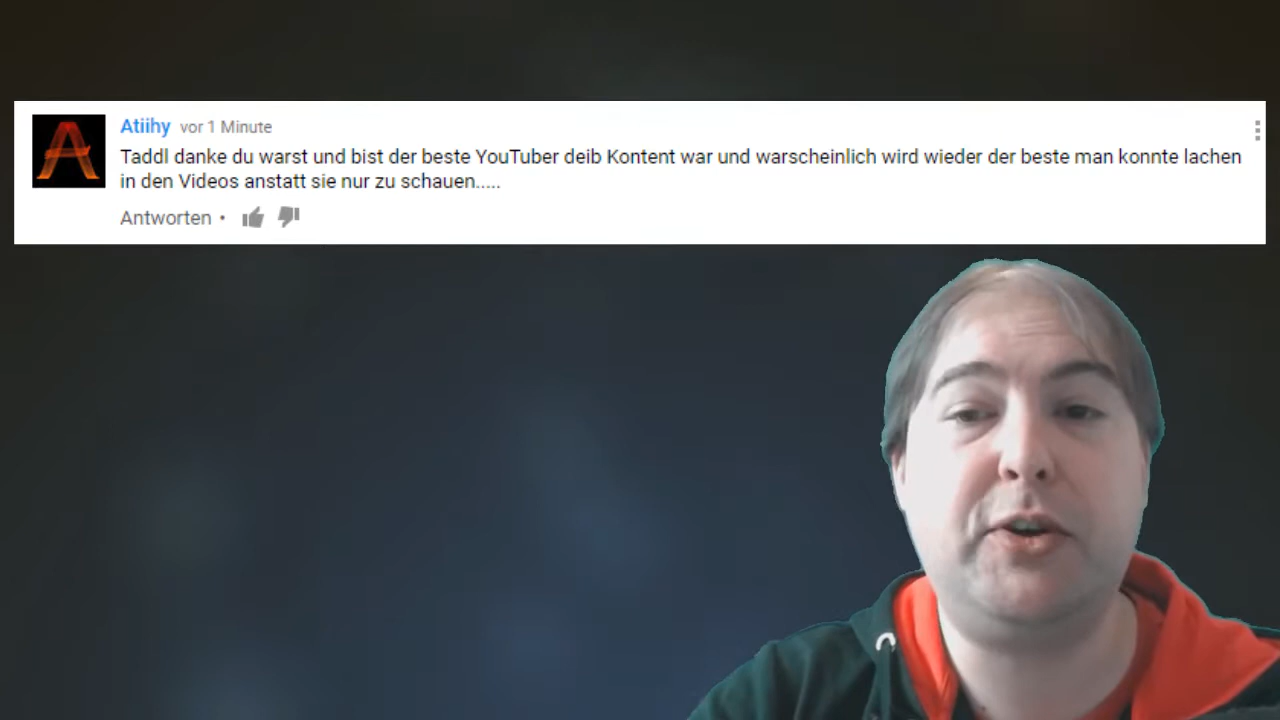 Atiihy vor 1 Minute
Taddl danke du warst und bist der beste YouTuber deib Kontent war und warscheinlich wird wieder der beste man konnte lachen
in den Videos anstatt sie nur zu schauen.....
Antworten •